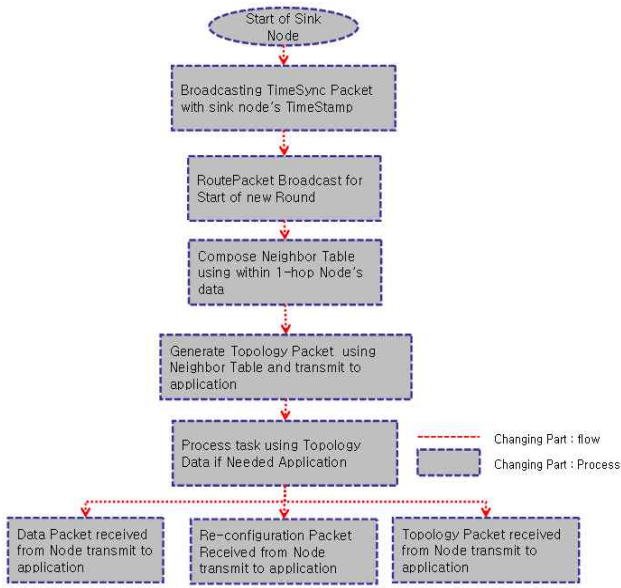 Start of Sink
Node
Broadcasting TimeSync Packet
with sink node's TimeStamp
RoutePacket Broadcast for
Start of new Round
Compose Neighbor Table
using within 1-hop Node's
data
Generate Topology Packet using
Neighbor Table and transmit to
application
Process task using Topology
Data if Needed Application
Changing Part : flow
Changing Part : Process
Data Packet received
from Node transmit to
application
Re-configuration Packet
Received from Node
transmit to application
Topology Packet received
from Node transmit to
application